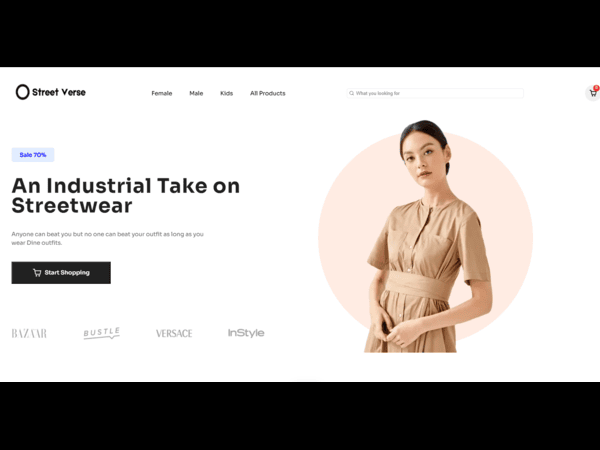 Street Verse
Female
Male
Kids
All Products
What you looking for
Sale 70%
An Industrial Take on
Streetwear
Anyone can beat you but no one can beat your outfit as long as you
wear Dine outfits.
Start Shopping
BAZAAR
BUSTLE
VERSACE
InStyle